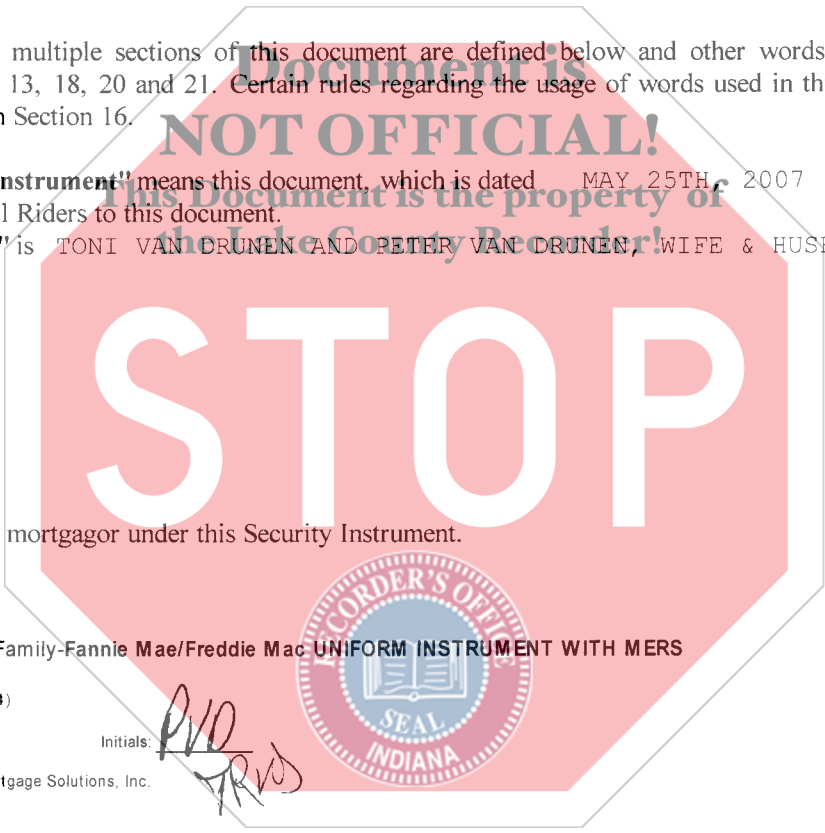 multiple sections of this document are defined below and other words
Document is
13, 18, 20 and 21. Certain rules regarding the usage of words used in th
n Section 16.
NOT OFFICIAL!
nstrument" means this document, which is dated MAY 25TH, 2007
This Document is the property of
l Riders to this document.
" is TONI VAN DRUNEN AND PETER VAN DRUNEN, WIFE & HUSB
the Lake County Recorder!
STOP
mortgagor under this Security Instrument.
RECORDER'S OFFICE
Family-Fannie Mae/Freddie Mac UNIFORM INSTRUMENT WITH MERS
SEAL
Initials: PVD
INDIANA
TRVD
tgage Solutions, Inc.